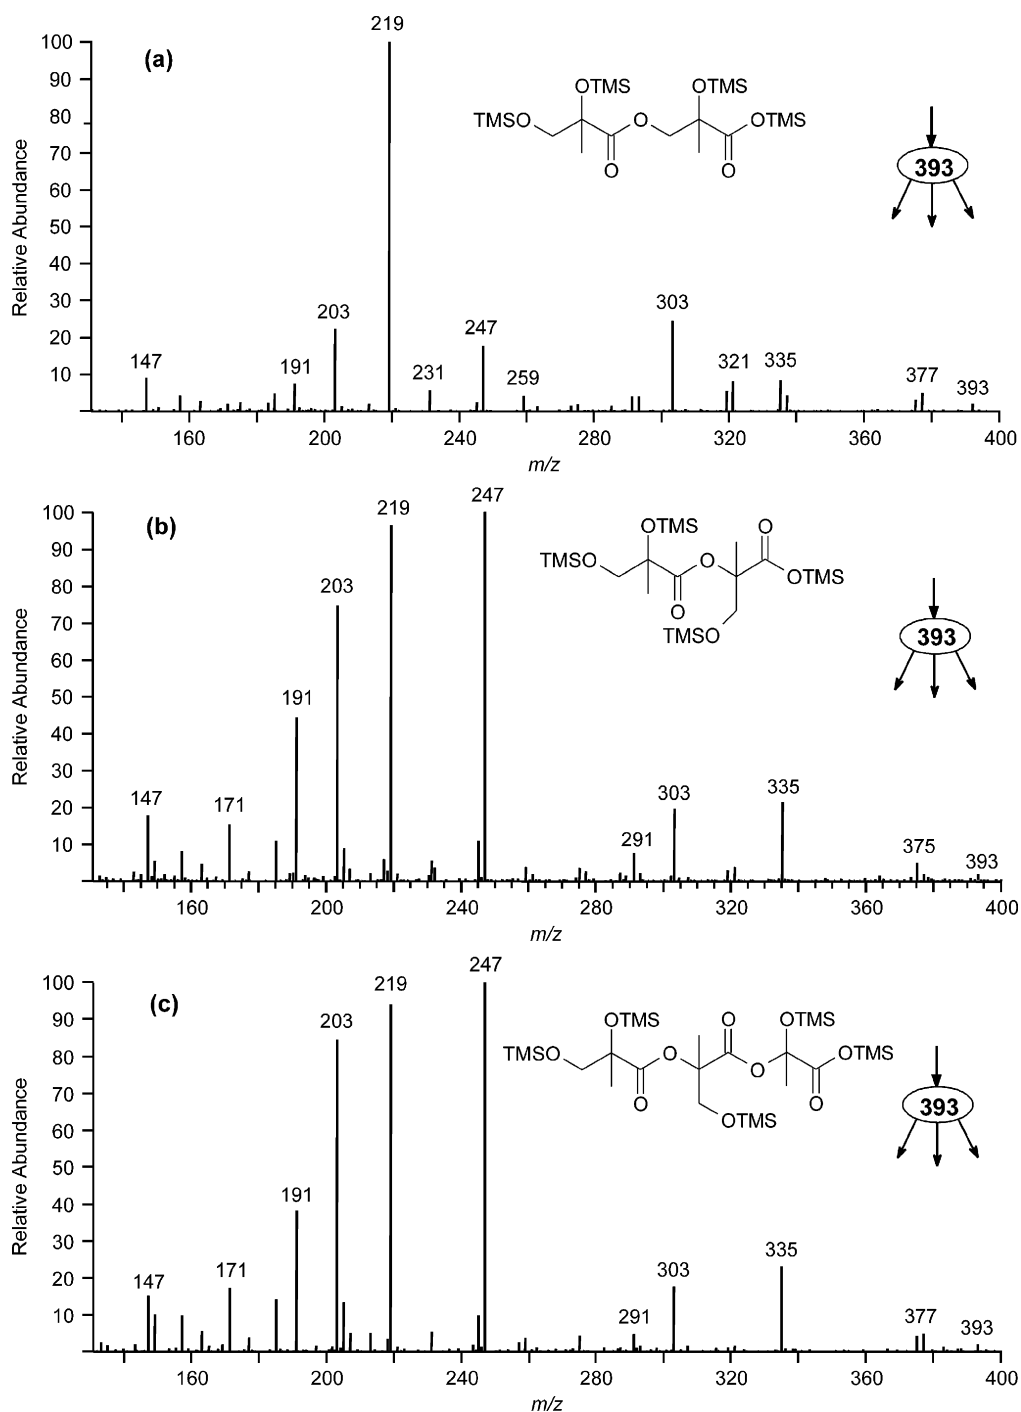 219
100
(a)
90
OTMS
OTMS
80
TMSO
O
OTMS
70
O
O
393
60
50
40
30
303
203
20
247
147
191
231
259
321
335
377
393
10
Relative Abundance
160
200
240
280
320
360
400
m/z
247
219
100
(b)
OTMS
O
90
TMSO
O
OTMS
80
203
O
70
TMSO
393
60
50
191
40
30
335
303
20
147
171
291
375
393
10
Relative Abundance
160
200
240
280
320
360
400
m/z
247
219
100
(c)
203
OTMS
O
OTMS
90
TMSO
O
O
OTMS
80
O
OTMS
O
393
70
60
50
191
40
30
335
303
20
147
171
291
377
393
10
Relative Abundance
160
200
240
280
320
360
400
m/z